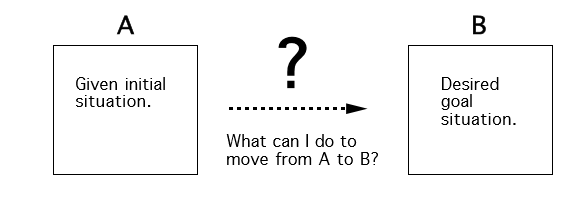 A
B
?
Given initial
situation.
Desired
goal
situation.
What can I do to
move from A to B?